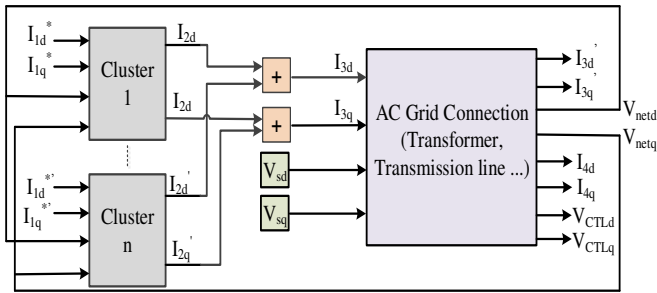 I1d*
I1q*
Cluster
1
I2d
I2d
+
+
I3d
I3q
Vsd
Vsq
AC Grid Connection
(Transformer,
Transmission line ...)
I3d'
I3q'
Vnetd
Vnetq
I4d
I4q
VCTLd
VCTLq
I1d*'
I1q*'
Cluster
n
I2d'
I2q'